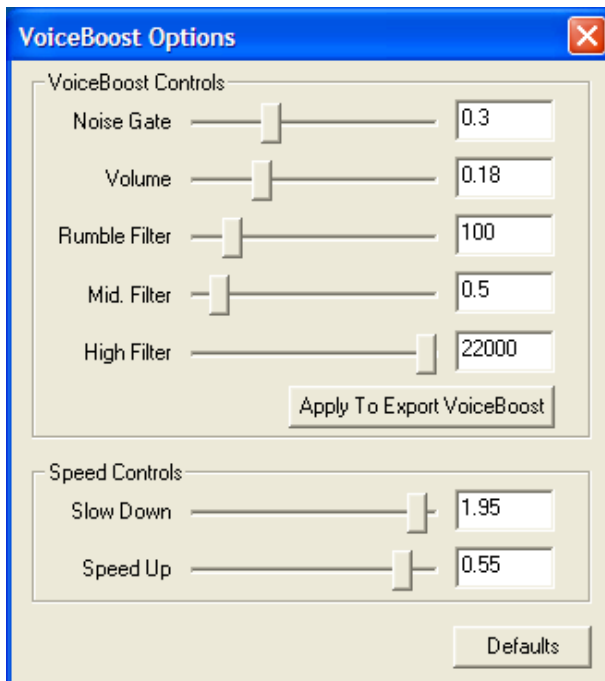 VoiceBoost Options
VoiceBoost Controls
Noise Gate 0.3
Volume 0.18
Rumble Filter 100
Mid. Filter 0.5
High Filter 22000
Apply To Export VoiceBoost
Speed Controls
Slow Down 1.95
Speed Up 0.55
Defaults